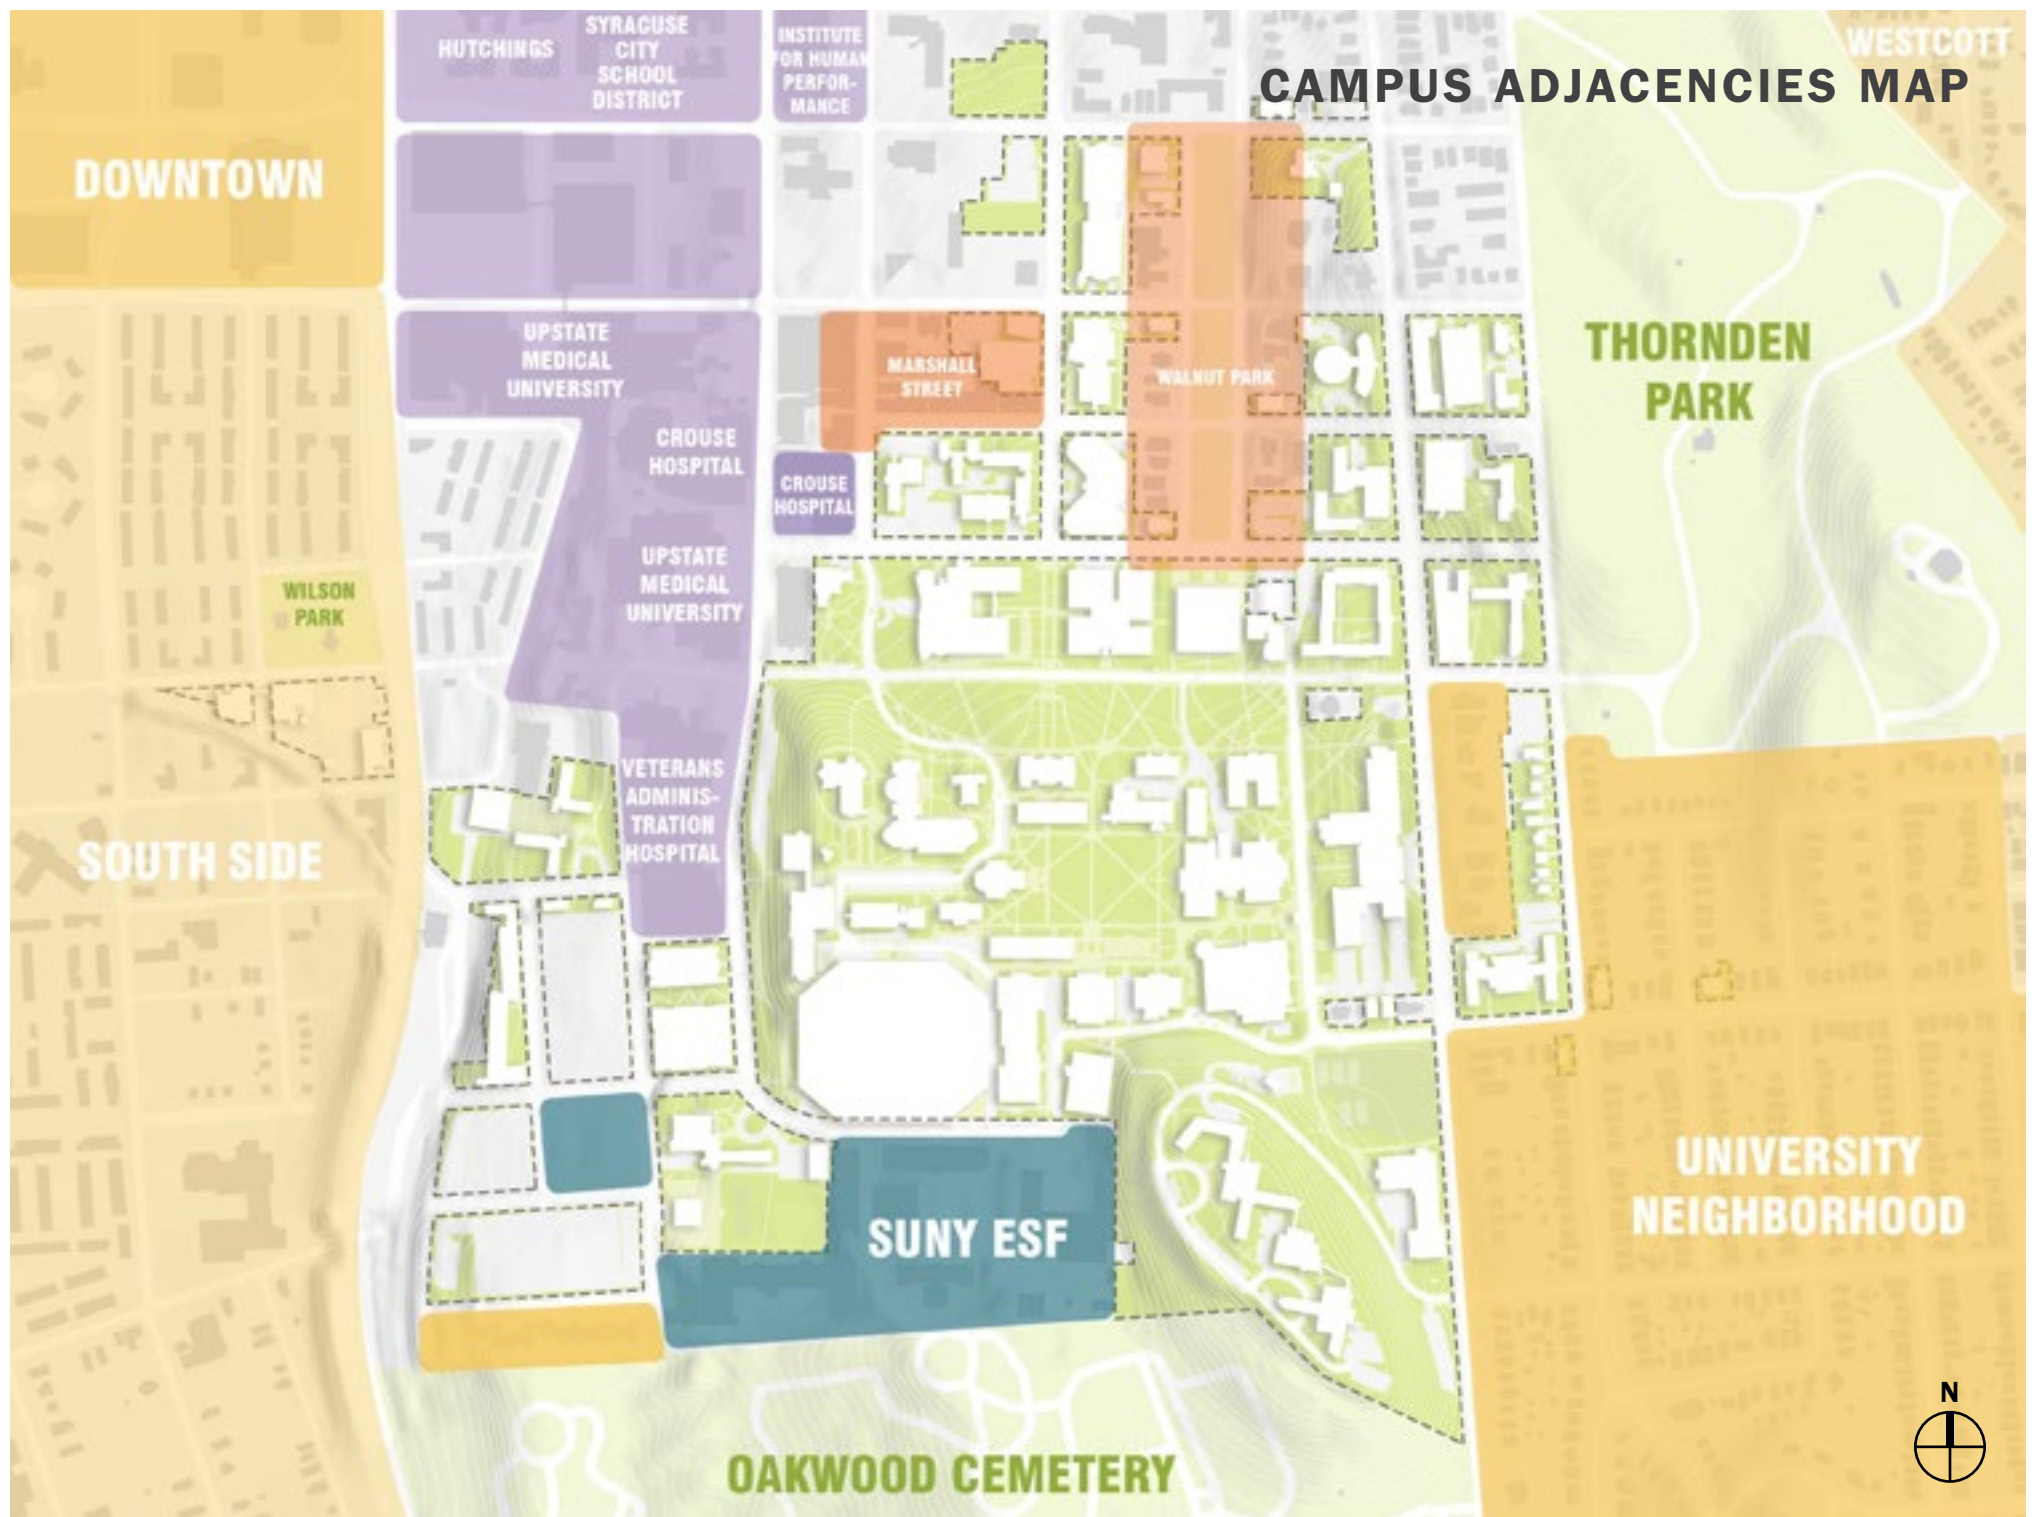 CAMPUS ADJACENCIES MAP
HUTCHINGS
SYRACUSE
CITY
SCHOOL
DISTRICT
INSTITUTE
FOR HUMAN
PERFOR-
MANCE
WESTCOTT
DOWNTOWN
UPSTATE
MEDICAL
UNIVERSITY
MARSHALL
STREET
WALNUT PARK
THORNDEN
PARK
CROUSE
HOSPITAL
CROUSE
HOSPITAL
UPSTATE
MEDICAL
UNIVERSITY
WILSON
PARK
VETERANS
ADMINIS-
TRATION
HOSPITAL
SOUTH SIDE
UNIVERSITY
NEIGHBORHOOD
SUNY ESF
OAKWOOD CEMETERY
N